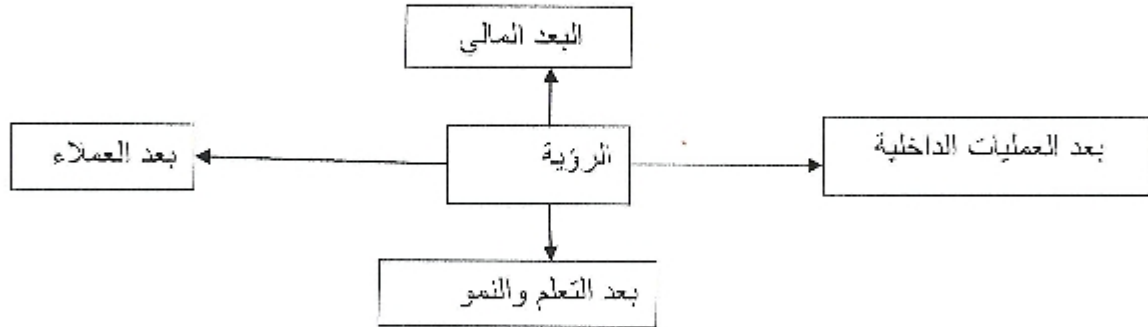 البعد المالي
بعد العمليات الداخلية
الرؤية
بعد العملاء
بعد التعلم والنمو